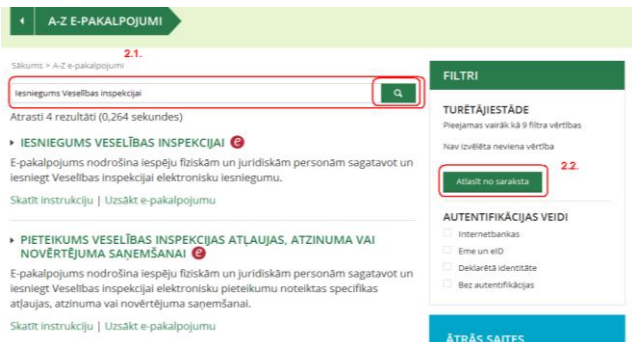 A-Z E-PAKALPOJUMI
2.1.
Sākums > A-Z e-pakalpojumi
Iesniegums Veselības inspekcijai
Atrasti 4 rezultāti (0,264 sekundes)
IESNIEGUMS VESELĪBAS INSPEKCIJAI e
E-pakalpojums nodrošina iespēju fiziskām un juridiskām personām sagatavot un
iesniegt Veselības inspekcijai elektronisku iesniegumu.
Skatīt instrukciju | Uzsākt e-pakalpojumu
PIETEIKUMS VESELĪBAS INSPEKCIJAS ATĻAUJAS, ATZINUMA VAI
NOVĒRTĒJUMA SAŅEMŠANAI e
E-pakalpojums nodrošina iespēju fiziskām un juridiskām personām sagatavot un
iesniegt Veselības inspekcijai elektronisku pieteikumu noteiktas specifikas
atļaujas, atzinuma vai novērtējuma saņemšanai.
Skatīt instrukciju | Uzsākt e-pakalpojumu
FILTRI
TURĒTĀJIESTĀDE
Pieejamas vairāk kā 9 filtra vērtības
Nav izvēlēta neviena vērtība
2.2.
Atlasīt no saraksta
AUTENTIFIKĀCIJAS VEIDI
Internetbankas
Eme un eID
Deklarētā identitāte
Bez autentifikācijas
ĀTRĀS SAITES